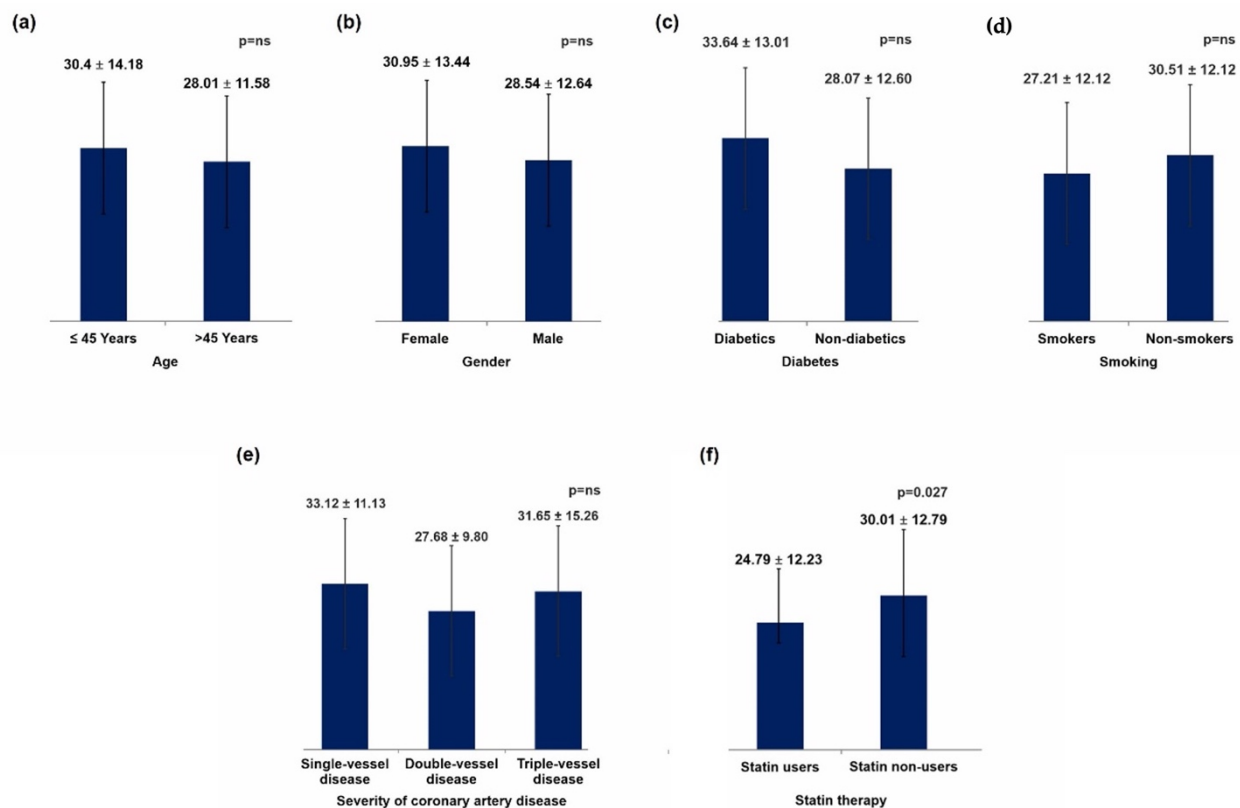 (a)
p=ns
30.4 ± 14.18
28.01 ± 11.58
≤ 45 Years
>45 Years
Age
(b)
p=ns
30.95 ± 13.44
28.54 ± 12.64
Female
Male
Gender
(c)
33.64 ± 13.01
p=ns
28.07 ± 12.60
Diabetics
Non-diabetics
Diabetes
(d)
p=ns
27.21 ± 12.12
30.51 ± 12.12
Smokers
Non-smokers
Smoking
(e)
p=ns
33.12 ± 11.13
27.68 ± 9.80
31.65 ± 15.26
Single-vessel
disease
Double-vessel
disease
Triple-vessel
disease
Severity of coronary artery disease
(f)
p=0.027
30.01 ± 12.79
24.79 ± 12.23
Statin users
Statin non-users
Statin therapy